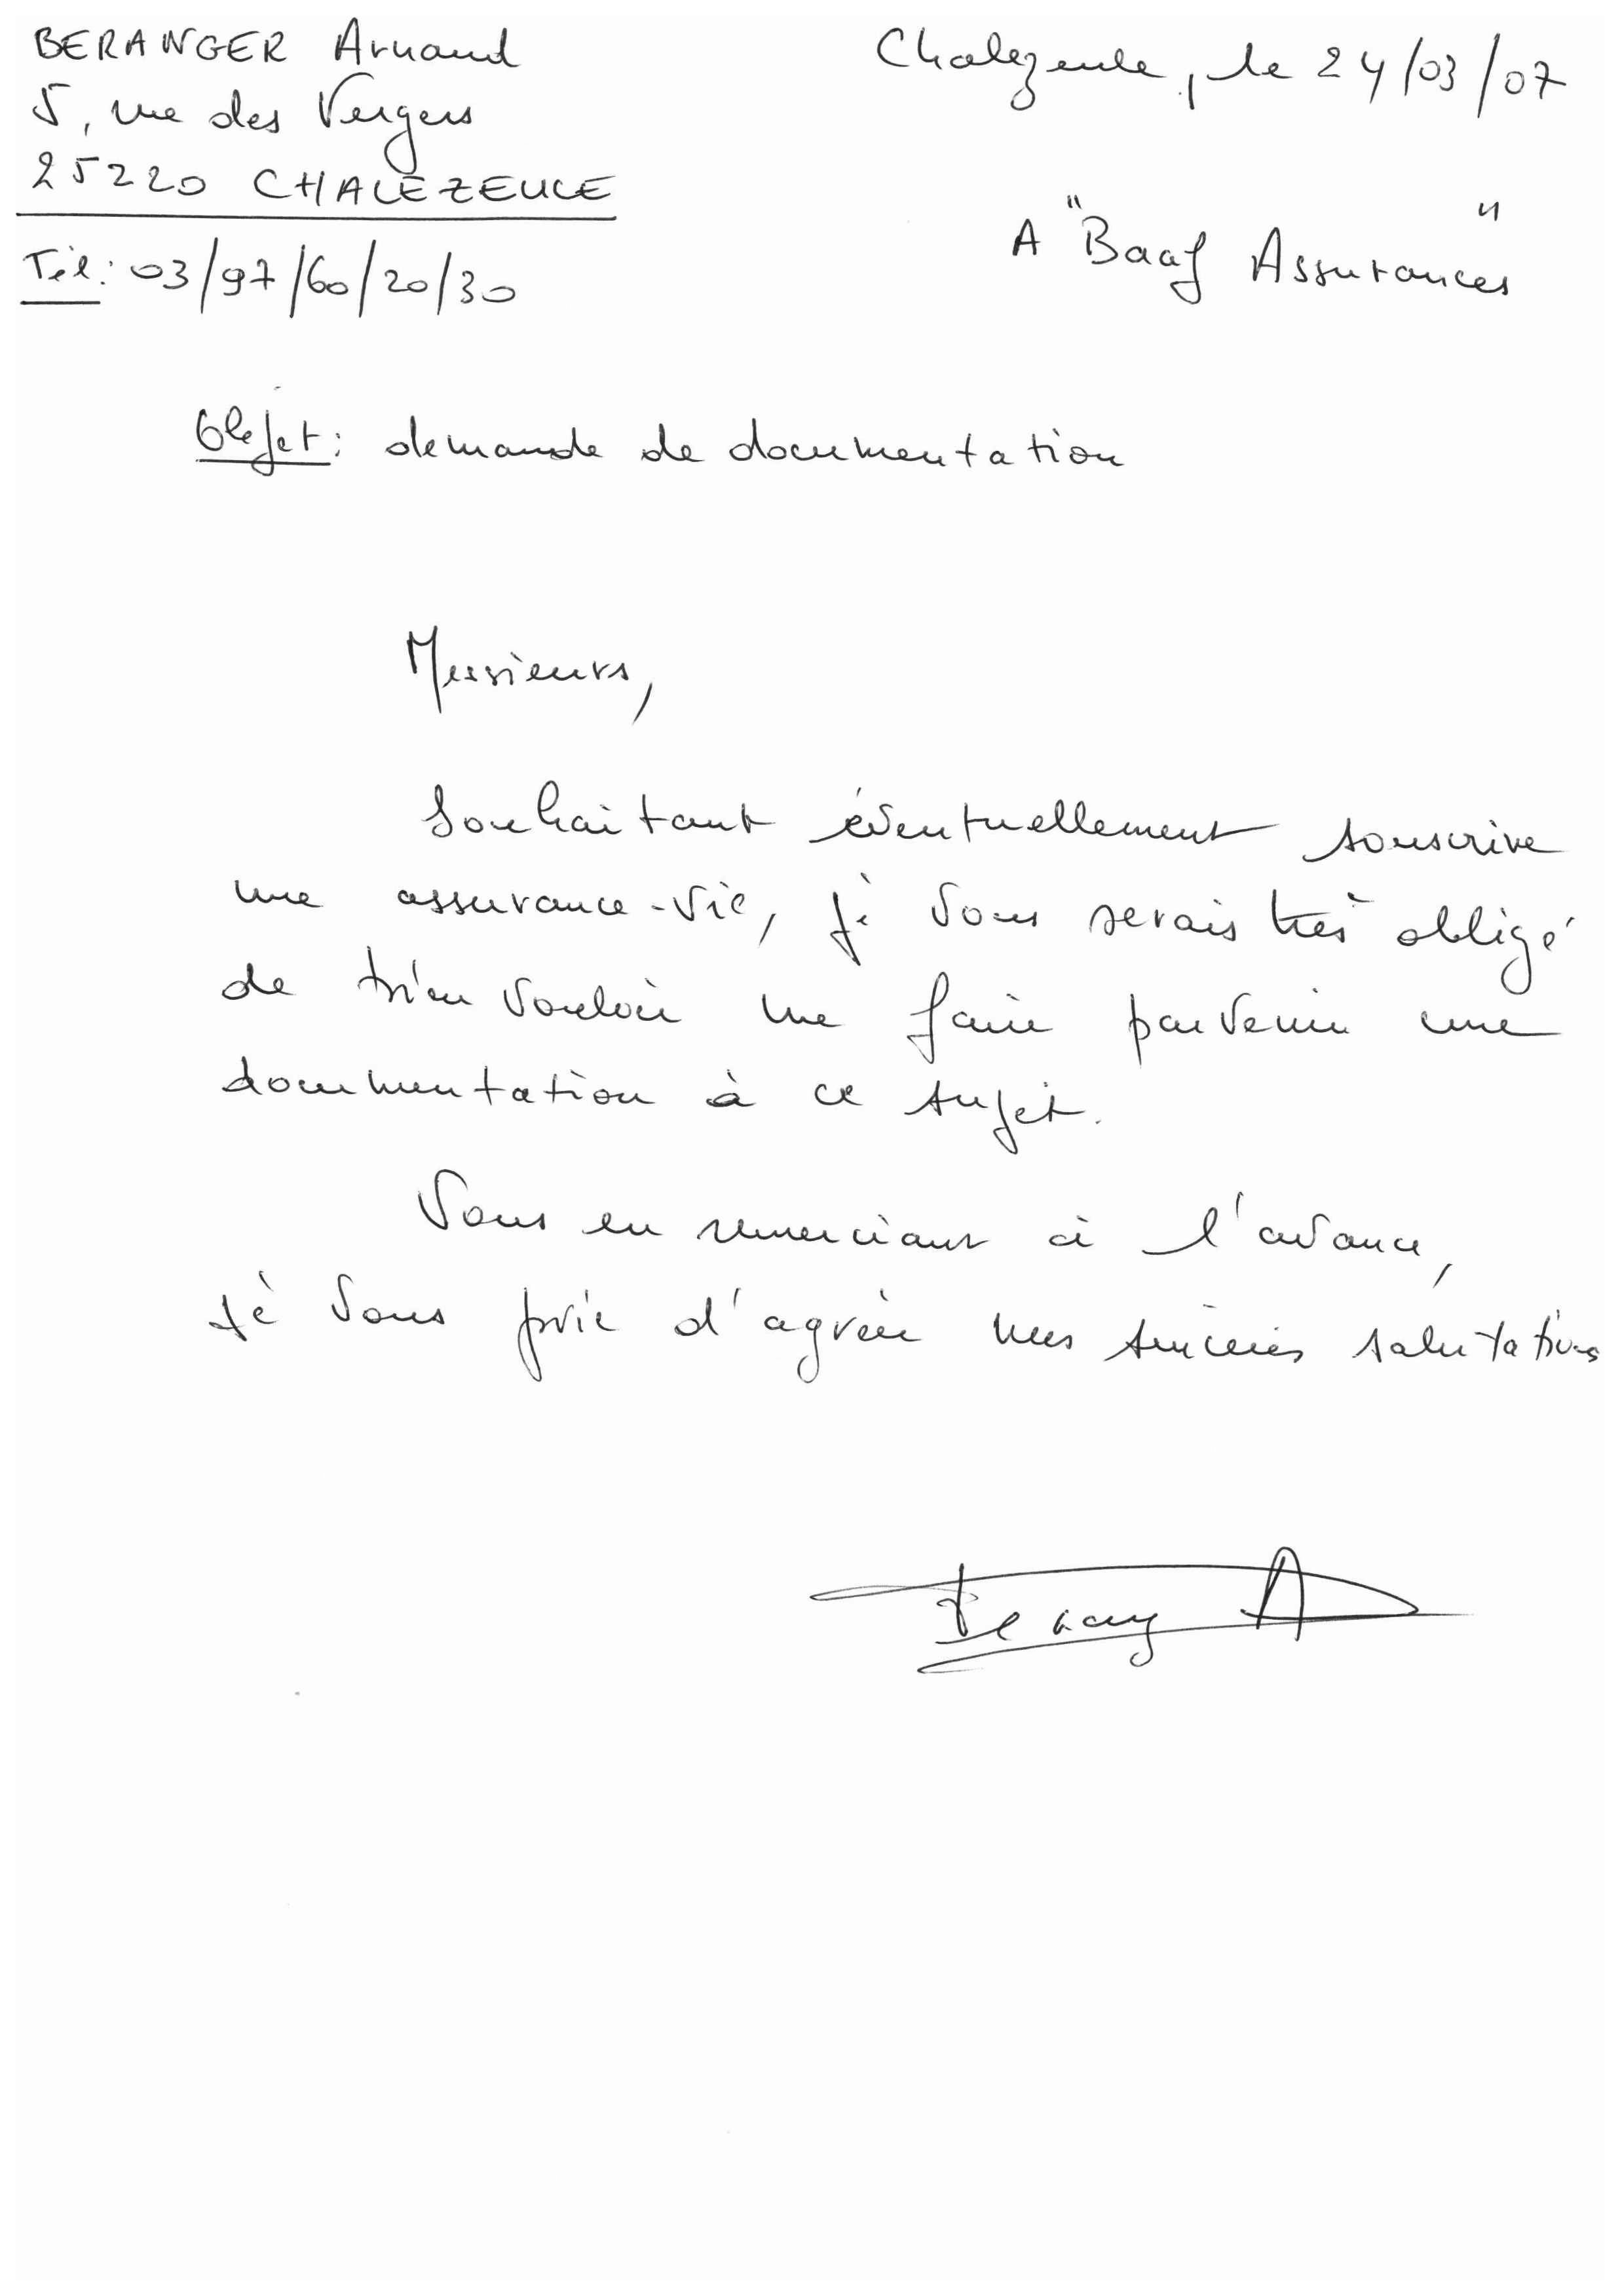 BERANGER Arnaud
5, rue des Vergers
25220 CHALEZEULE
Tél: 03/97/60/20/30
Chalezeule, le 24/03/07
A "Baaf Assurances"
Objet: demande de documentation
Messieurs,
Souhaitant éventuellement souscrire
une assurance-vie, je vous serais très obligé
de bien vouloir me faire parvenir une
documentation à ce sujet.
Vous en remerciant à l'avance,
je vous prie d'agréer mes sincères salutations